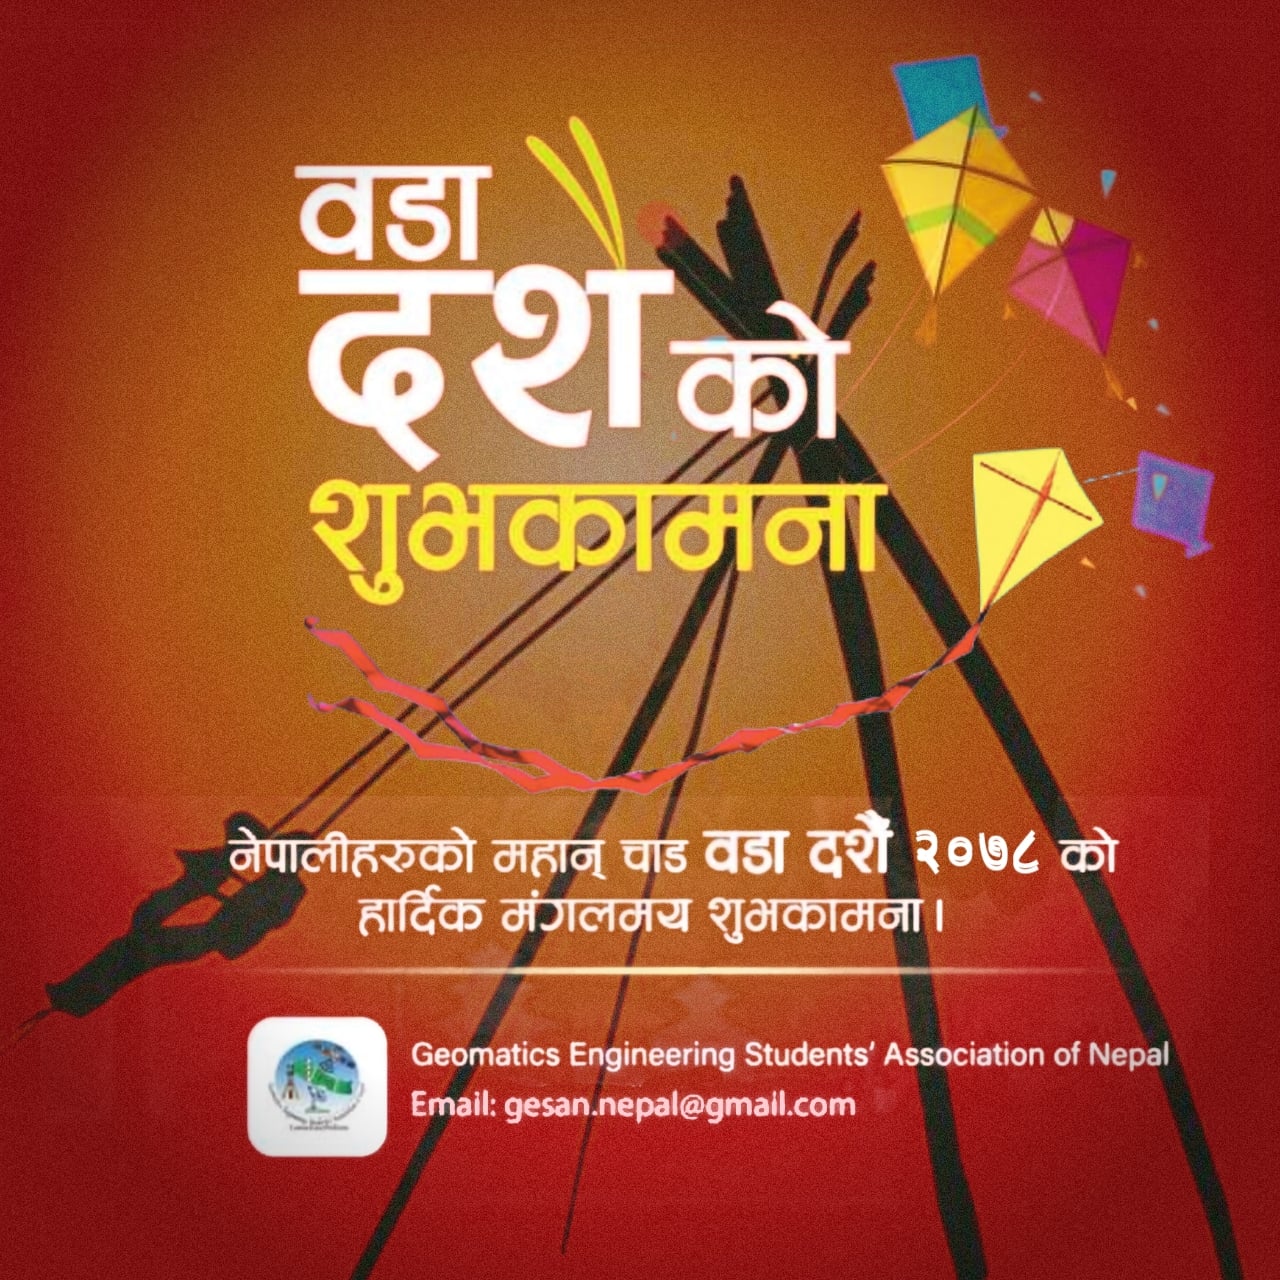 वडा
दशैको
शुभकामना
नेपालीहरुको महान् चाड वडा दशैँ २०७८ को
हार्दिक मंगलमय शुभकामना।
Geomatics Engineering Students' Association of Nepal
Email: gesan.nepal@gmail.com